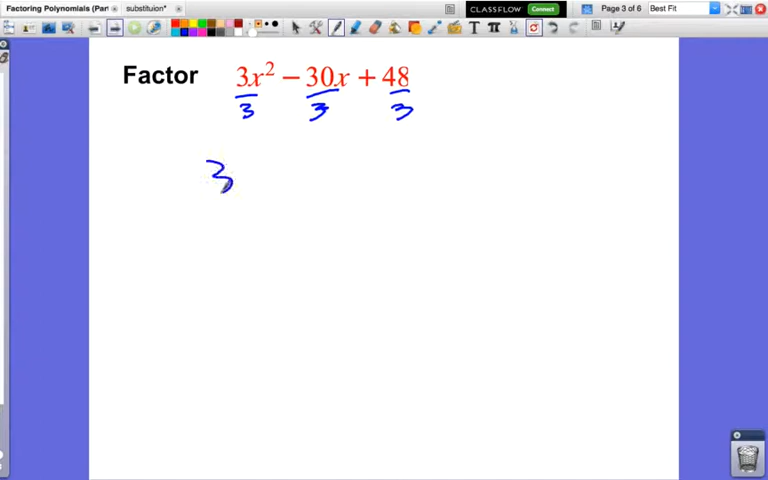 Factoring Polynomials (Part substituion*
CLASSFLOW Connect Page 3 of 6 Best Fit
T π
Factor 3x² − 30x + 48
3 3 3
3